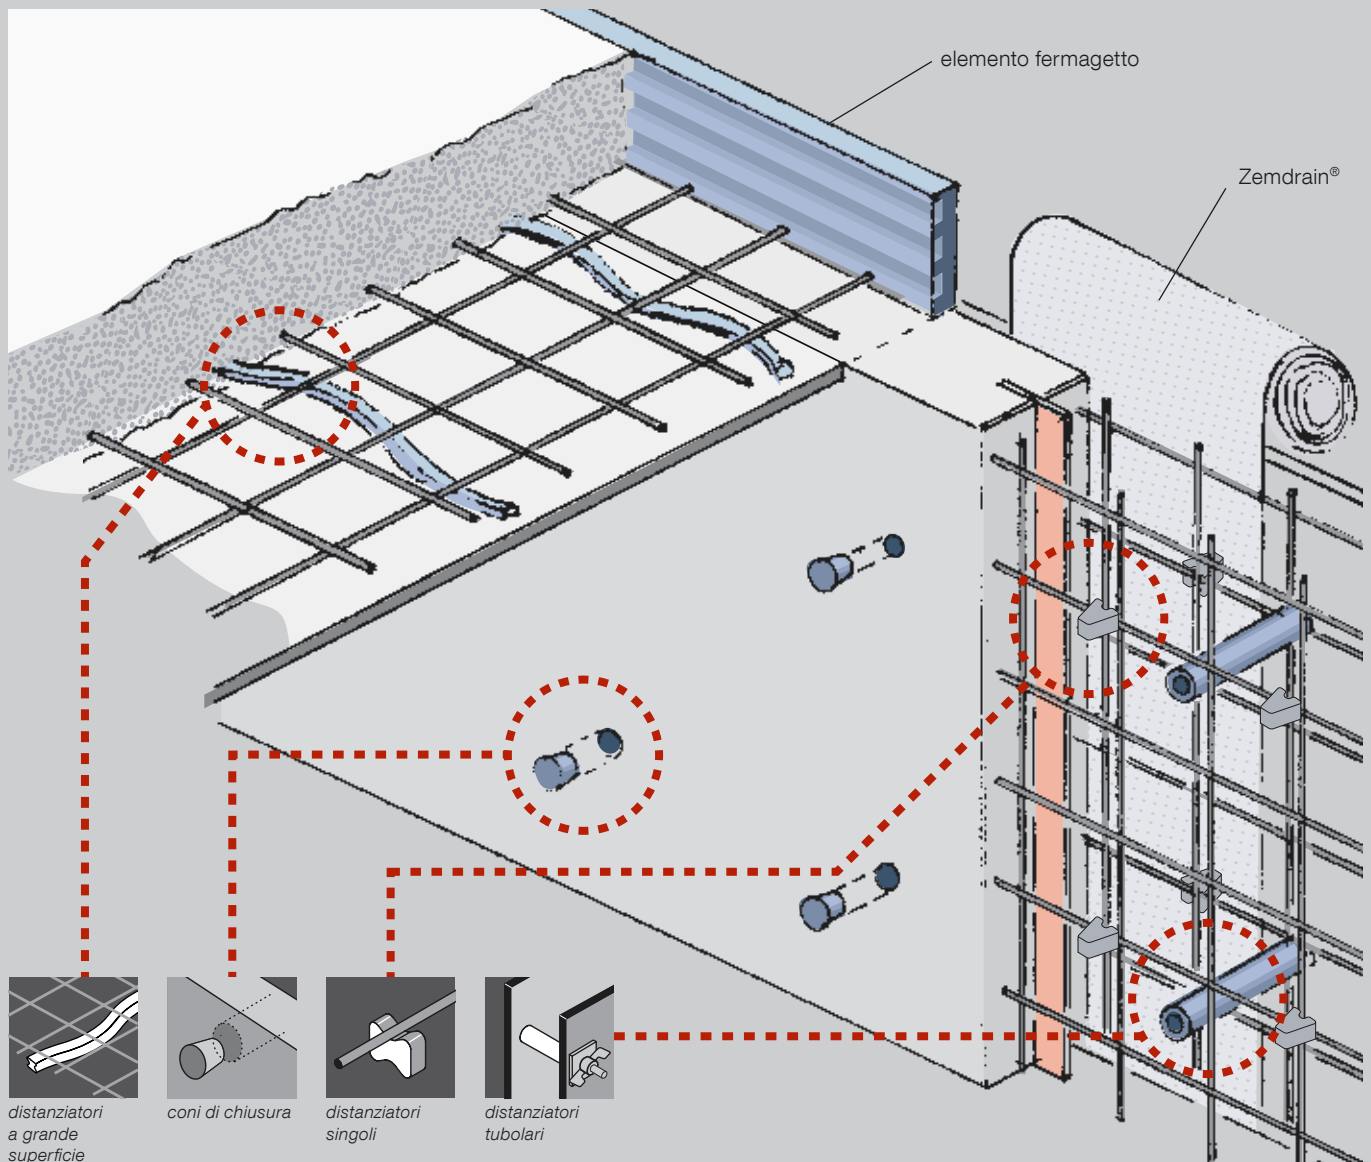 elemento fermagetto
Zemdrain®
distanziatori
a grande
superficie
coni di chiusura
distanziatori
singoli
distanziatori
tubolari